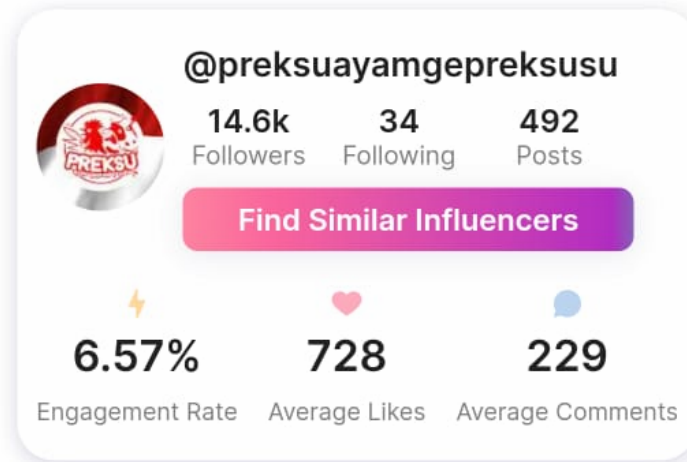 @preksuayamgepreksusu
14.6k 34 492
Followers Following Posts
PREKSU
Find Similar Influencers
6.57% 728 229
Engagement Rate Average Likes Average Comments